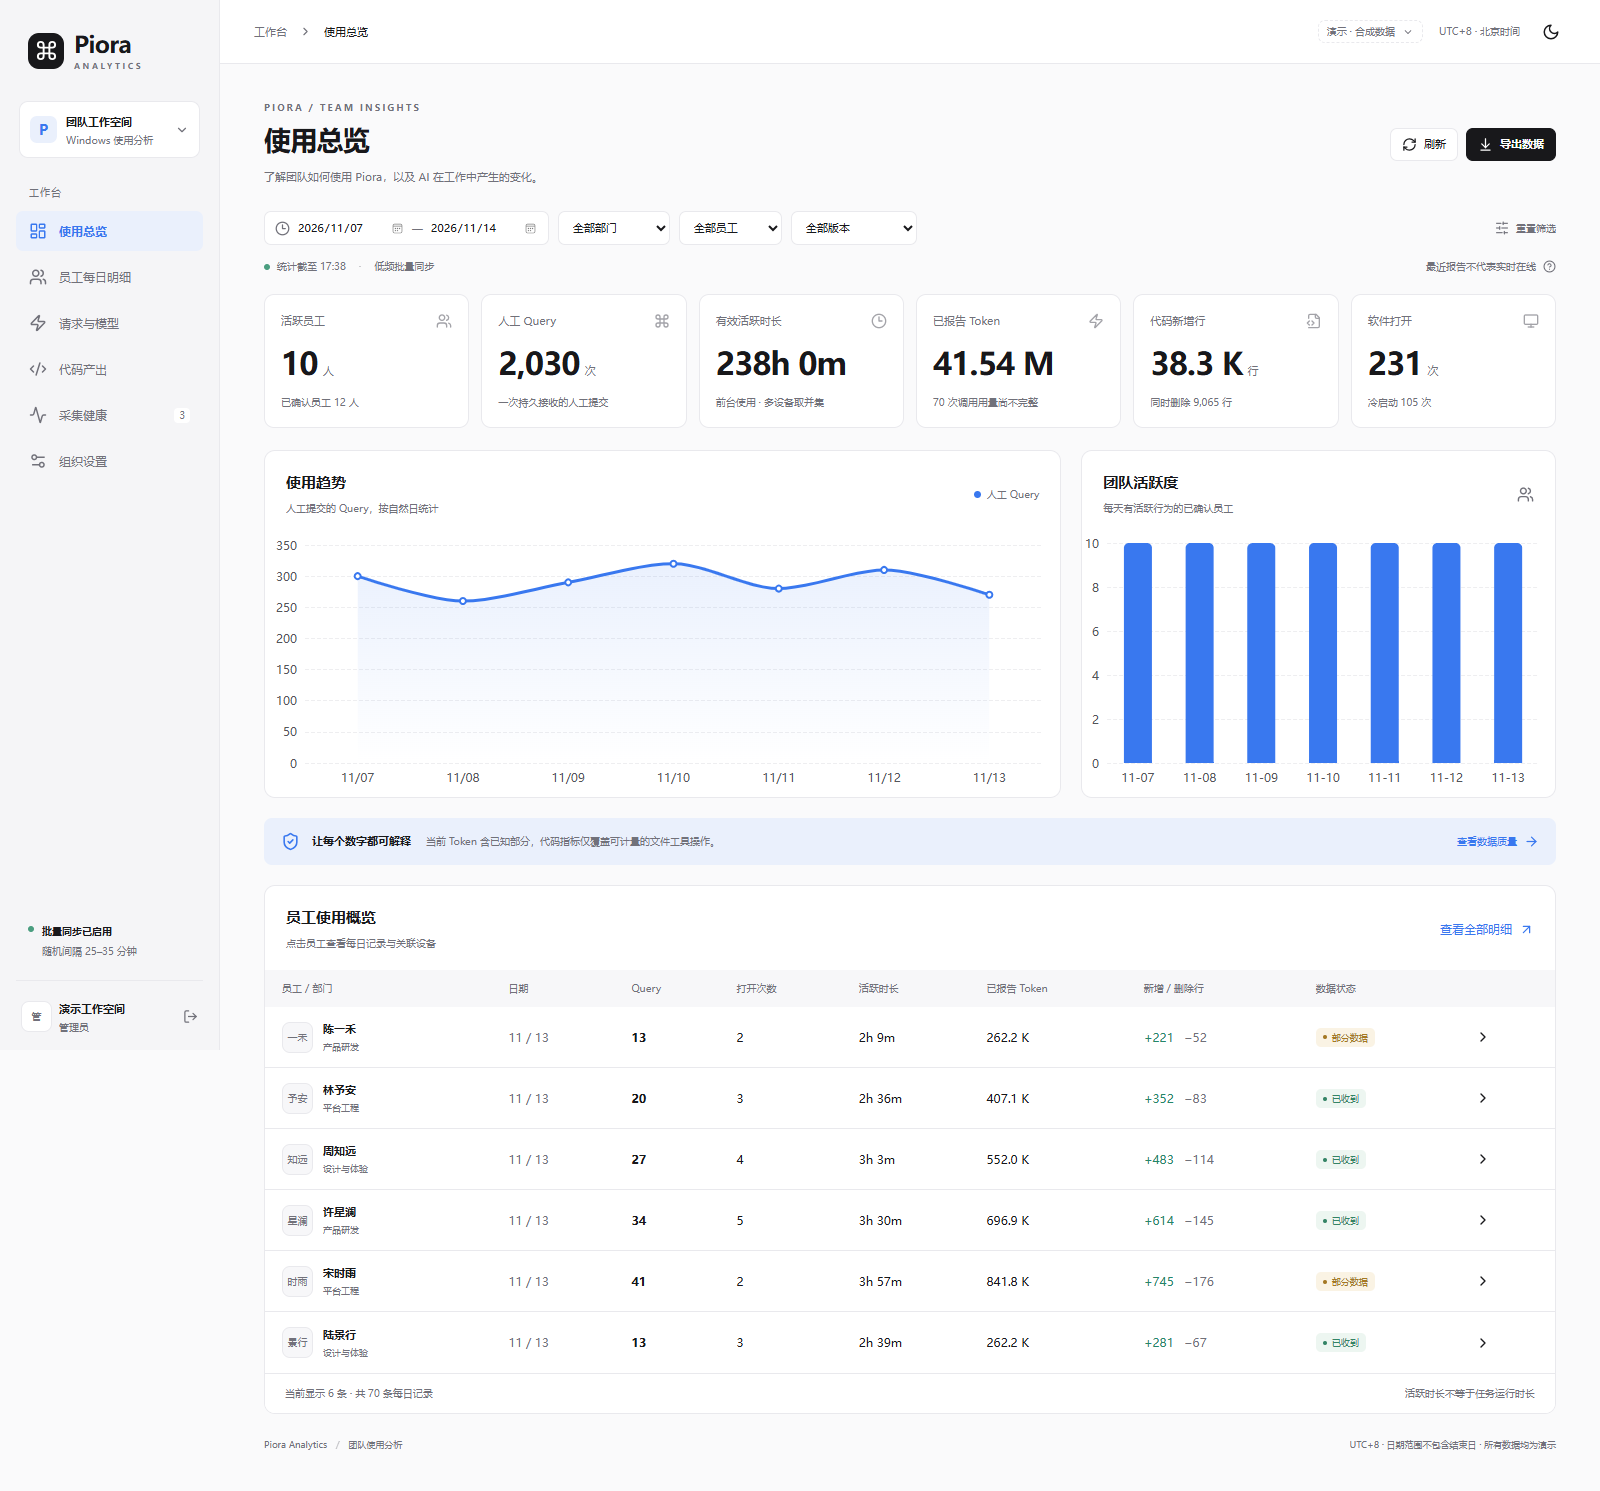 Piora
ANALYTICS
P
团队工作空间
Windows 使用分析
工作台
使用总览
员工每日明细
请求与模型
代码产出
采集健康 3
组织设置
批量同步已启用
随机间隔 25–35 分钟
管
演示工作空间
管理员
工作台 使用总览
演示 · 合成数据
UTC+8 · 北京时间
PIORA / TEAM INSIGHTS
使用总览
了解团队如何使用 Piora，以及 AI 在工作中产生的变化。
刷新
导出数据
2026/11/07 — 2026/11/14
全部部门
全部员工
全部版本
重置筛选
统计截至 17:38 · 低频批量同步
最近报告不代表实时在线
活跃员工
10 人
已确认员工 12 人
人工 Query
2,030 次
一次持久接收的人工提交
有效活跃时长
238h 0m
前台使用 · 多设备取并集
已报告 Token
41.54 M
70 次调用用量尚不完整
代码新增行
38.3 K 行
同时删除 9,065 行
软件打开
231 次
冷启动 105 次
使用趋势
人工提交的 Query，按自然日统计
人工 Query
350
300
250
200
150
100
50
0
11/07 11/08 11/09 11/10 11/11 11/12 11/13
团队活跃度
每天有活跃行为的已确认员工
10
8
6
4
2
0
11-07 11-08 11-09 11-10 11-11 11-12 11-13
让每个数字都可解释 当前 Token 含已知部分，代码指标仅覆盖可计量的文件工具操作。
查看数据质量
员工使用概览
点击员工查看每日记录与关联设备
查看全部明细
员工 / 部门 日期 Query 打开次数 活跃时长 已报告 Token 新增 / 删除行 数据状态
一禾 陈一禾 11 / 13 13 2 2h 9m 262.2 K +221 −52 部分数据
产品研发
予安 林予安 11 / 13 20 3 2h 36m 407.1 K +352 −83 已收到
平台工程
知远 周知远 11 / 13 27 4 3h 3m 552.0 K +483 −114 已收到
设计与体验
星澜 许星澜 11 / 13 34 5 3h 30m 696.9 K +614 −145 已收到
产品研发
时雨 宋时雨 11 / 13 41 2 3h 57m 841.8 K +745 −176 部分数据
平台工程
景行 陆景行 11 / 13 13 3 2h 39m 262.2 K +281 −67 已收到
设计与体验
当前显示 6 条 · 共 70 条每日记录
活跃时长不等于任务运行时长
Piora Analytics / 团队使用分析
UTC+8 · 日期范围不包含结束日 · 所有数据均为演示